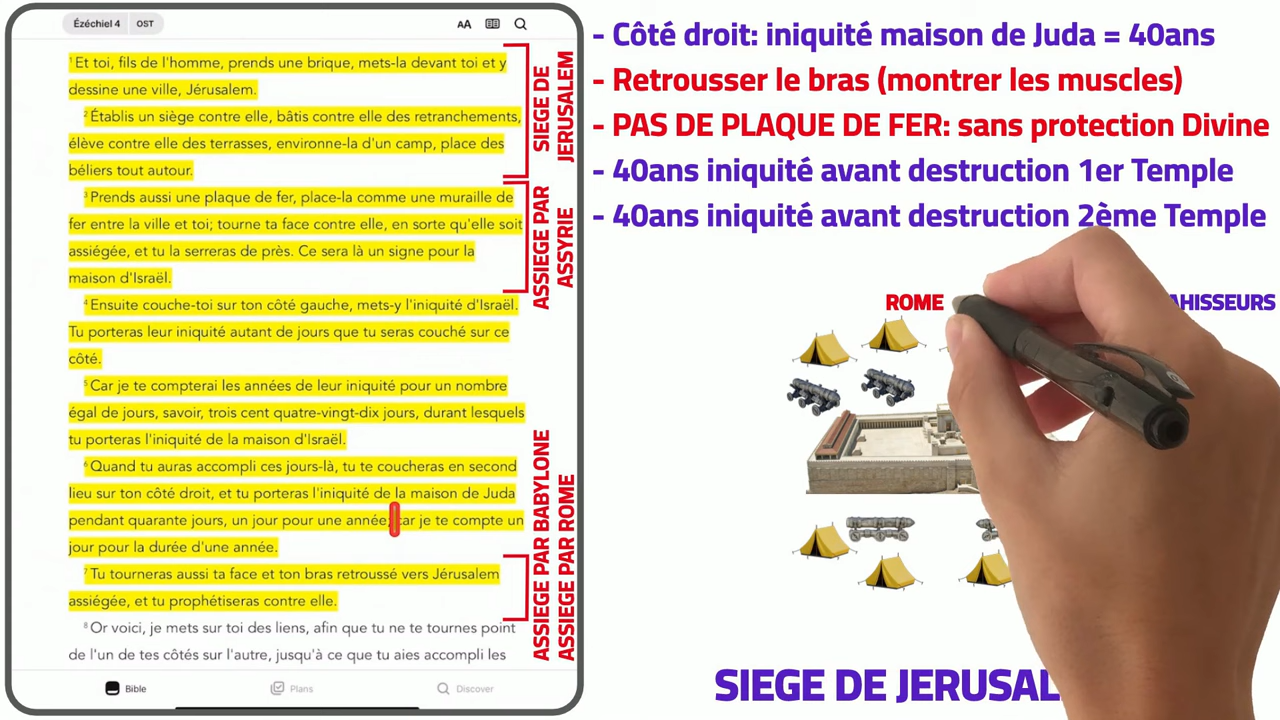 Ézéchiel 4 OST
AA
1 Et toi, fils de l'homme, prends une brique, mets-la devant toi et y
dessine une ville, Jérusalem.
2 Établis un siège contre elle, bâtis contre elle des retranchements,
élève contre elle des terrasses, environne-la d'un camp, place des
béliers tout autour.
3 Prends aussi une plaque de fer, place-la comme une muraille de
fer entre la ville et toi; tourne ta face contre elle, en sorte qu'elle soit
assiégée, et tu la serreras de près. Ce sera là un signe pour la
maison d'Israël.
4 Ensuite couche-toi sur ton côté gauche, mets-y l'iniquité d'Israël.
Tu porteras leur iniquité autant de jours que tu seras couché sur ce
côté.
5 Car je te compterai les années de leur iniquité pour un nombre
égal de jours, savoir, trois cent quatre-vingt-dix jours, durant lesquels
tu porteras l'iniquité de la maison d'Israël.
6 Quand tu auras accompli ces jours-là, tu te coucheras en second
lieu sur ton côté droit, et tu porteras l'iniquité de la maison de Juda
pendant quarante jours, un jour pour une année; car je te compte un
jour pour la durée d'une année.
7 Tu tourneras aussi ta face et ton bras retroussé vers Jérusalem
assiégée, et tu prophétiseras contre elle.
8 Or voici, je mets sur toi des liens, afin que tu ne te tournes point
de l'un de tes côtés sur l'autre, jusqu'à ce que tu aies accompli les
Bible Plans Discover
SIEGE DE
JERUSALEM
ASSIEGE PAR
ASSYRIE
ASSIEGE PAR BABYLONE
ASSIEGE PAR ROME
- Côté droit: iniquité maison de Juda = 40ans
- Retrousser le bras (montrer les muscles)
- PAS DE PLAQUE DE FER: sans protection Divine
- 40ans iniquité avant destruction 1er Temple
- 40ans iniquité avant destruction 2ème Temple
ROME AHISSEURS
SIEGE DE JERUSAL